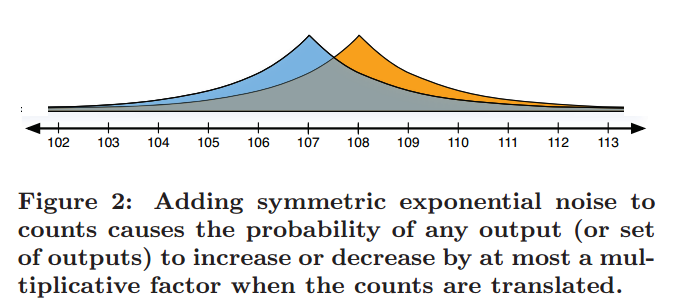 102 103 104 105 106 107 108 109 110 111 112 113
Figure 2: Adding symmetric exponential noise to
counts causes the probability of any output (or set
of outputs) to increase or decrease by at most a mul-
tiplicative factor when the counts are translated.